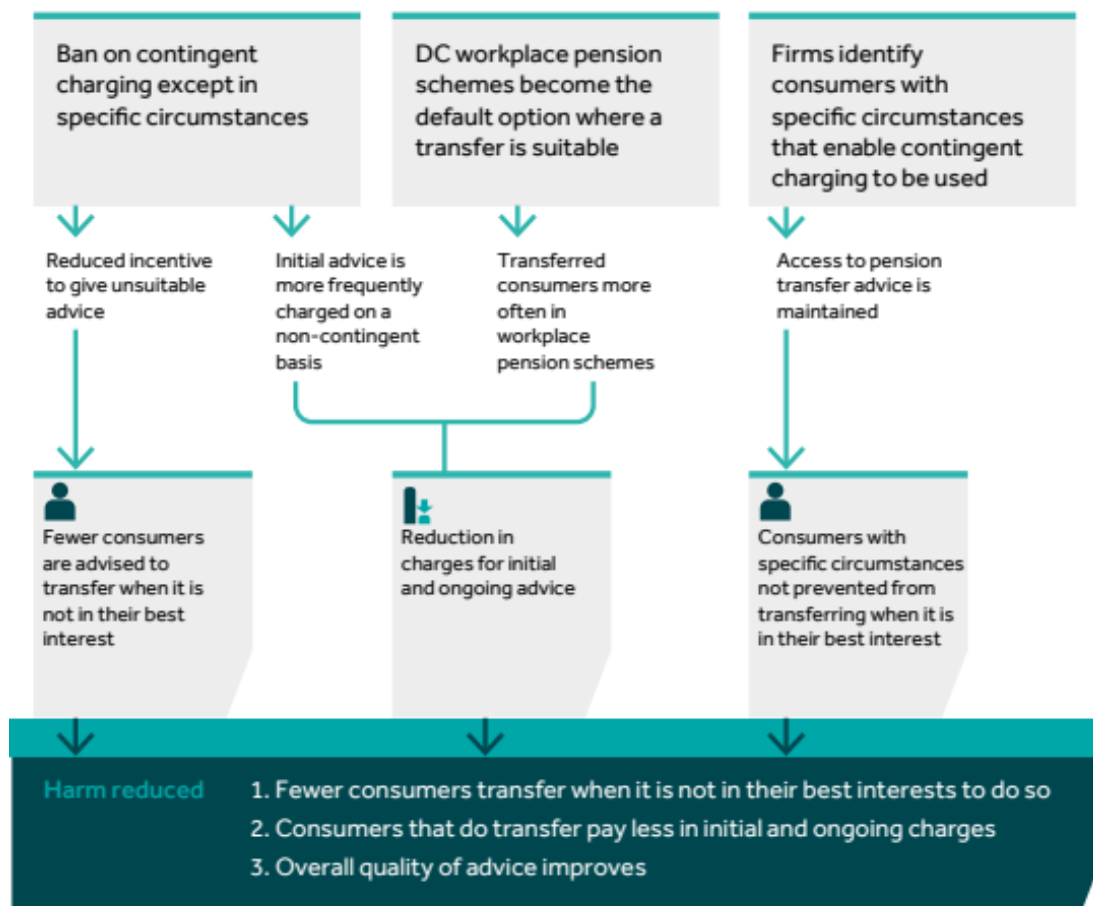 Ban on contingent
charging except in
specific circumstances
DC workplace pension
schemes become the
default option where a
transfer is suitable
Firms identify
consumers with
specific circumstances
that enable contingent
charging to be used
Reduced incentive
to give unsuitable
advice
Initial advice is
more frequently
charged on a
non-contingent
basis
Transferred
consumers more
often in
workplace
pension schemes
Access to pension
transfer advice is
maintained
Fewer consumers
are advised to
transfer when it is
not in their best
interest
Reduction in
charges for initial
and ongoing advice
Consumers with
specific circumstances
not prevented from
transferring when it is
in their best interest
Harm reduced
1. Fewer consumers transfer when it is not in their best interests to do so
2. Consumers that do transfer pay less in initial and ongoing charges
3. Overall quality of advice improves